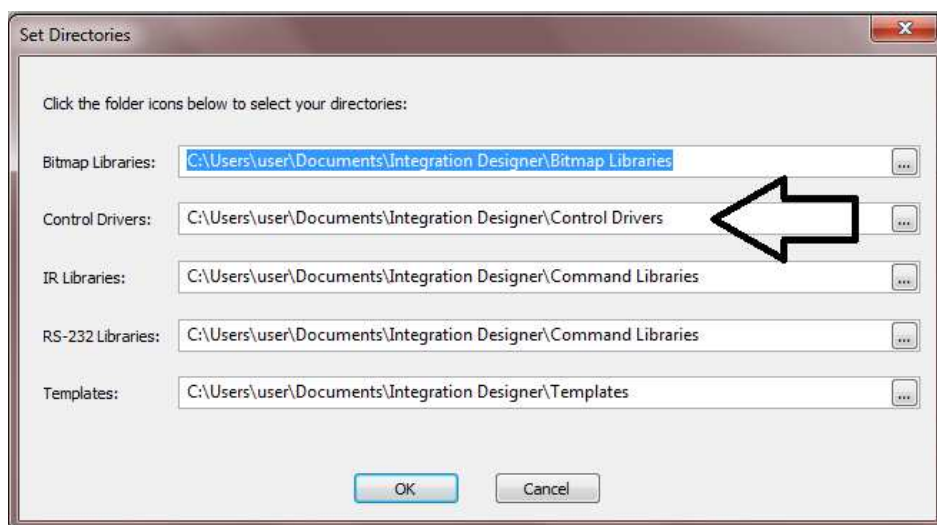 Set Directories
Click the folder icons below to select your directories:
Bitmap Libraries: C:\Users\user\Documents\Integration Designer\Bitmap Libraries ...
Control Drivers: C:\Users\user\Documents\Integration Designer\Control Drivers ...
IR Libraries: C:\Users\user\Documents\Integration Designer\Command Libraries ...
RS-232 Libraries: C:\Users\user\Documents\Integration Designer\Command Libraries ...
Templates: C:\Users\user\Documents\Integration Designer\Templates ...
OK Cancel